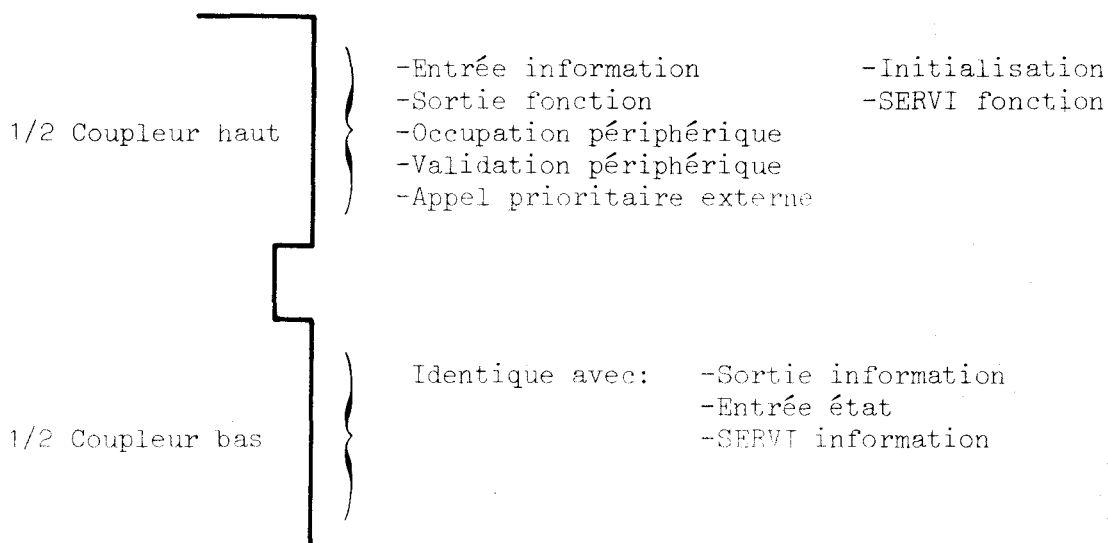 -Entrée information -Initialisation
-Sortie fonction -SERVI fonction
1/2 Coupleur haut -Occupation périphérique
-Validation périphérique
-Appel prioritaire externe
Identique avec: -Sortie information
-Entrée état
1/2 Coupleur bas -SERVI information